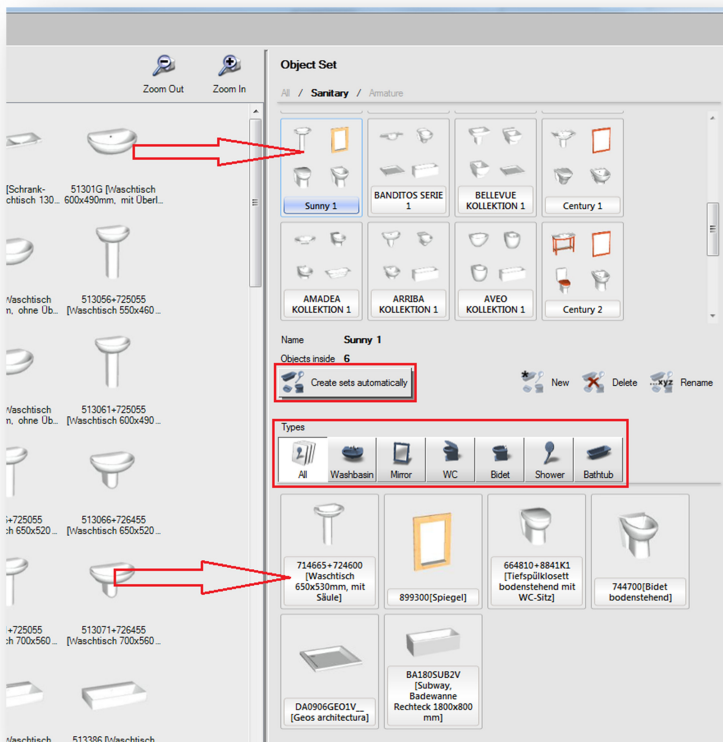 Zoom Out
Zoom In
[Schrank-
chtisch 130...
51301G [Waschtisch
600x490mm, mit Überl...
Waschtisch
n, ohne Üb...
513056+725055
[Waschtisch 550x460...
Waschtisch
n, ohne Üb...
513061+725055
[Waschtisch 600x490...
+725055
ch 650x520...
513066+726455
[Waschtisch 650x520...
+725055
ch 700x560...
513071+726455
[Waschtisch 700x560...
Waschtisch
513386 [Waschtisch
Object Set
All / Sanitary / Armature
Sunny 1
BANDITOS SERIE
1
BELLEVUE
KOLLEKTION 1
Century 1
AMADEA
KOLLEKTION 1
ARRIBA
KOLLEKTION 1
AVEO
KOLLEKTION 1
Century 2
Name Sunny 1
Objects inside 6
Create sets automatically
New
Delete
...xyz Rename
Types
All
Washbasin
Mirror
WC
Bidet
Shower
Bathtub
714665+724600
[Waschtisch
650x530mm, mit
Säule]
899300[Spiegel]
664810+8841K1
[Tiefspülklosett
bodenstehend mit
WC-Sitz]
744700[Bidet
bodenstehend]
DA0906GEO1V__
[Geos architectura]
BA180SUB2V
[Subway,
Badewanne
Rechteck 1800x800
mm]